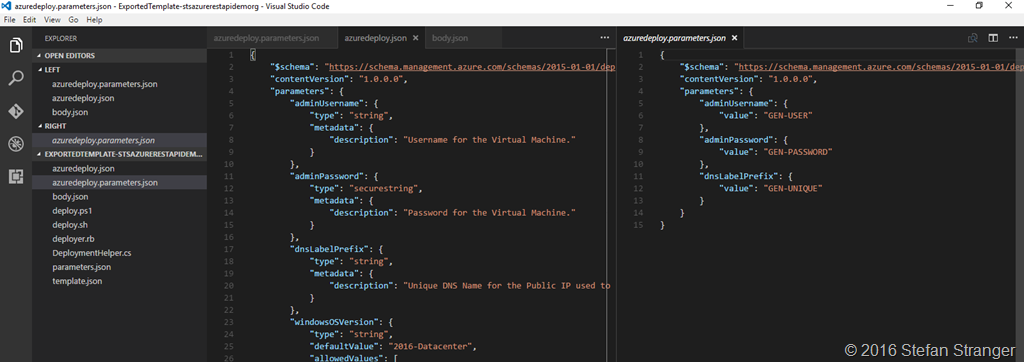 azuredeploy.parameters.json - ExportedTemplate-stsazurerestapidemorg - Visual Studio Code
File Edit View Go Help
EXPLORER
OPEN EDITORS
LEFT
azuredeploy.parameters.json
azuredeploy.json
body.json
RIGHT
azuredeploy.parameters.json
EXPORTEDTEMPLATE-STSAZURERESTAPIDEM...
azuredeploy.json
azuredeploy.parameters.json
body.json
deploy.ps1
deploy.sh
deployer.rb
DeploymentHelper.cs
parameters.json
template.json
azuredeploy.parameters.json azuredeploy.json body.json
1 {
2 "$schema": "https://schema.management.azure.com/schemas/2015-01-01/dep
3 "contentVersion": "1.0.0.0",
4 "parameters": {
5 "adminUsername": {
6 "type": "string",
7 "metadata": {
8 "description": "Username for the Virtual Machine."
9 }
10 },
11 "adminPassword": {
12 "type": "securestring",
13 "metadata": {
14 "description": "Password for the Virtual Machine."
15 }
16 },
17 "dnsLabelPrefix": {
18 "type": "string",
19 "metadata": {
20 "description": "Unique DNS Name for the Public IP used to
21 }
22 },
23 "windowsOSVersion": {
24 "type": "string",
25 "defaultValue": "2016-Datacenter",
26 "allowedValues": [
azuredeploy.parameters.json
1 {
2 "$schema": "https://schema.management.azure.com/schemas/2015-01-01/dep
3 "contentVersion": "1.0.0.0",
4 "parameters": {
5 "adminUsername": {
6 "value": "GEN-USER"
7 },
8 "adminPassword": {
9 "value": "GEN-PASSWORD"
10 },
11 "dnsLabelPrefix": {
12 "value": "GEN-UNIQUE"
13 }
14 }
15 }
© 2016 Stefan Stranger